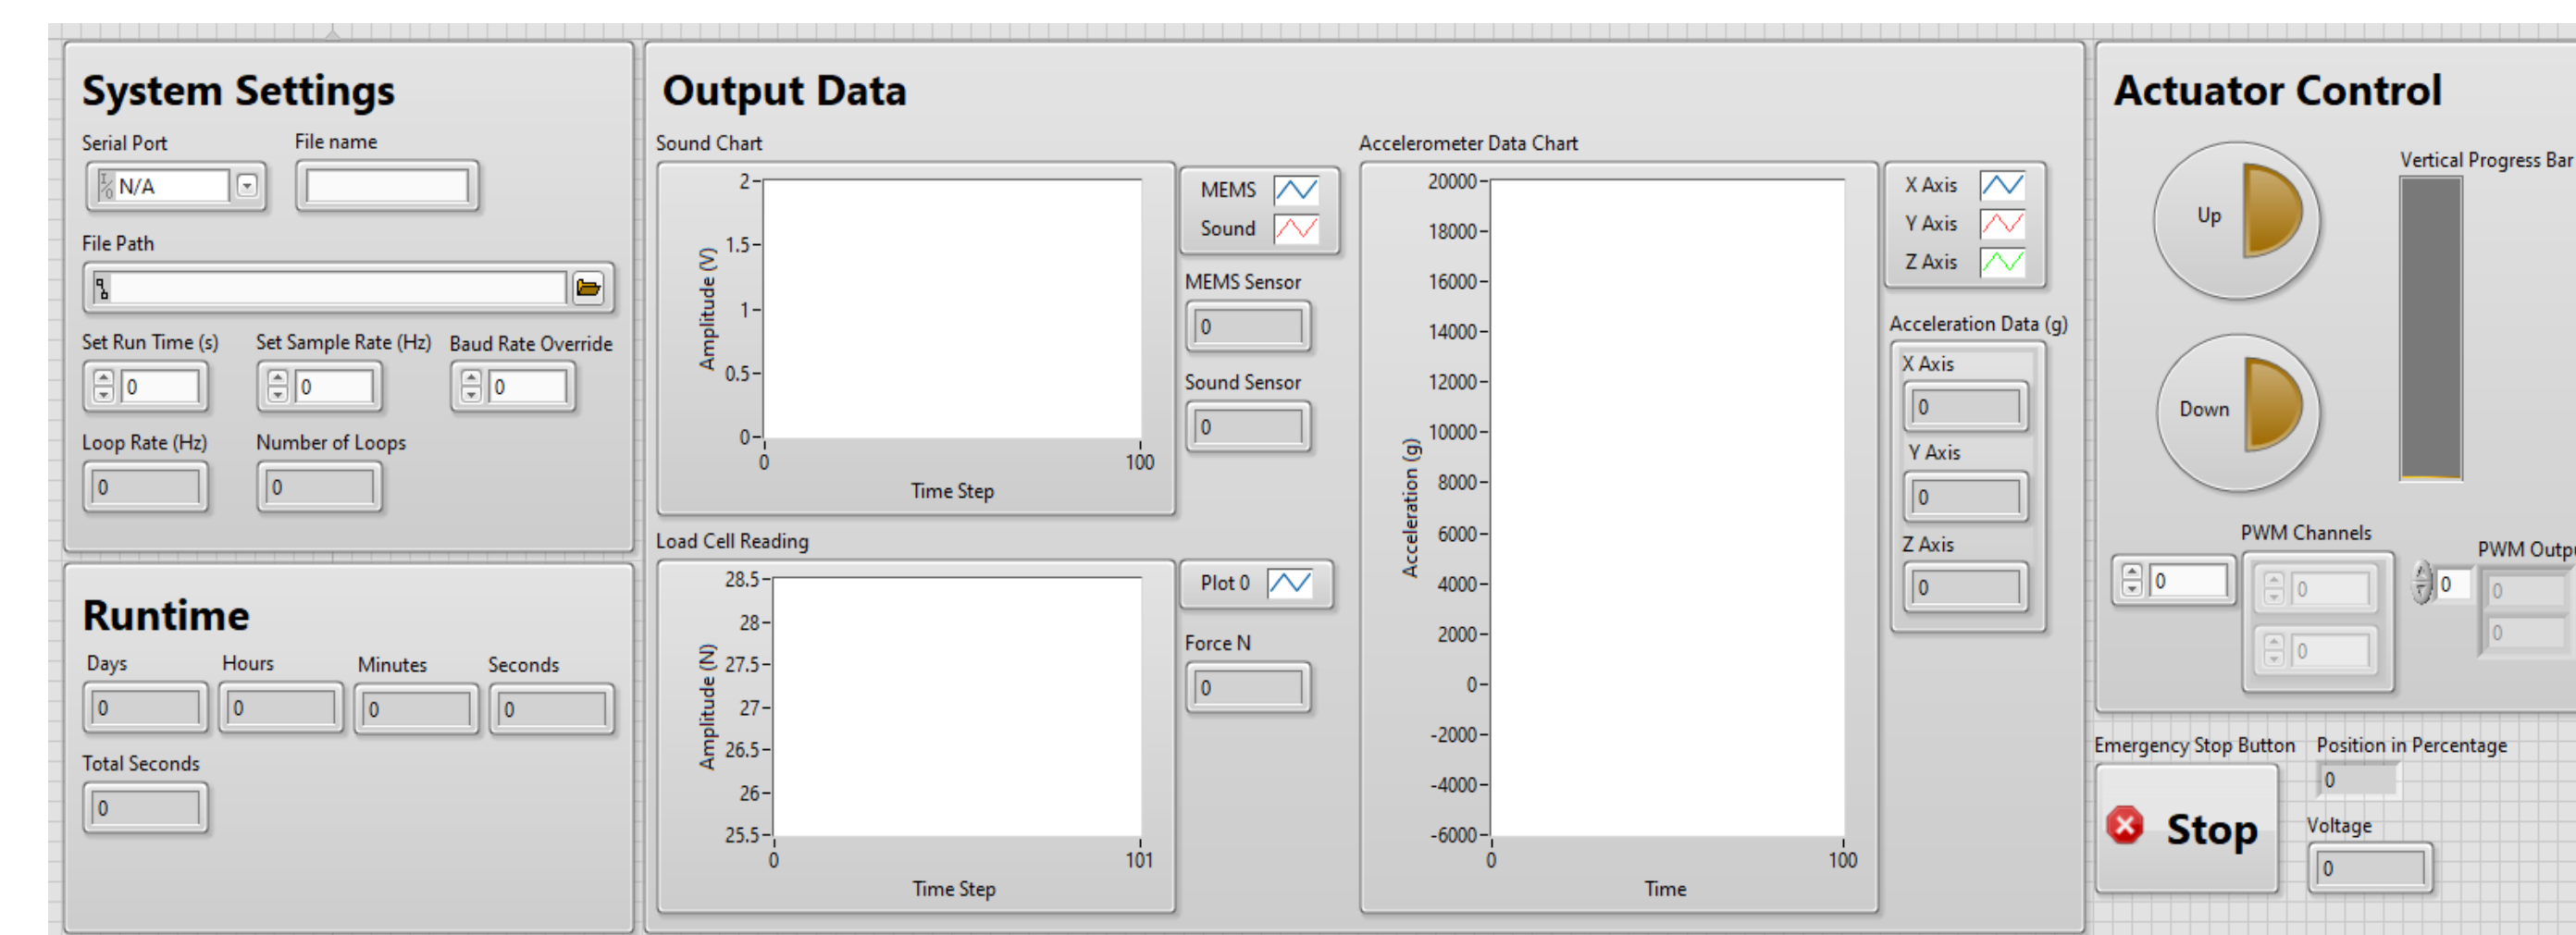 System Settings
Serial Port
File name
N/A
File Path
Set Run Time (s)
Set Sample Rate (Hz)
Baud Rate Override
0
0
0
Loop Rate (Hz)
Number of Loops
0
0
Runtime
Days
Hours
Minutes
Seconds
0
0
0
0
Total Seconds
0
Output Data
Sound Chart
Amplitude (V)
2
1.5
1
0.5
0
0
100
Time Step
MEMS
Sound
MEMS Sensor
0
Sound Sensor
0
Load Cell Reading
Amplitude (N)
28.5
28
27.5
27
26.5
26
25.5
0
101
Time Step
Plot 0
Force N
0
Accelerometer Data Chart
Acceleration (g)
20000
18000
16000
14000
12000
10000
8000
6000
4000
2000
0
-2000
-4000
-6000
0
100
Time
X Axis
Y Axis
Z Axis
Acceleration Data (g)
X Axis
0
Y Axis
0
Z Axis
0
Actuator Control
Up
Down
Vertical Progress Bar
PWM Channels
0
0
0
PWM Outp
0
0
0
Emergency Stop Button
Stop
Position in Percentage
0
Voltage
0